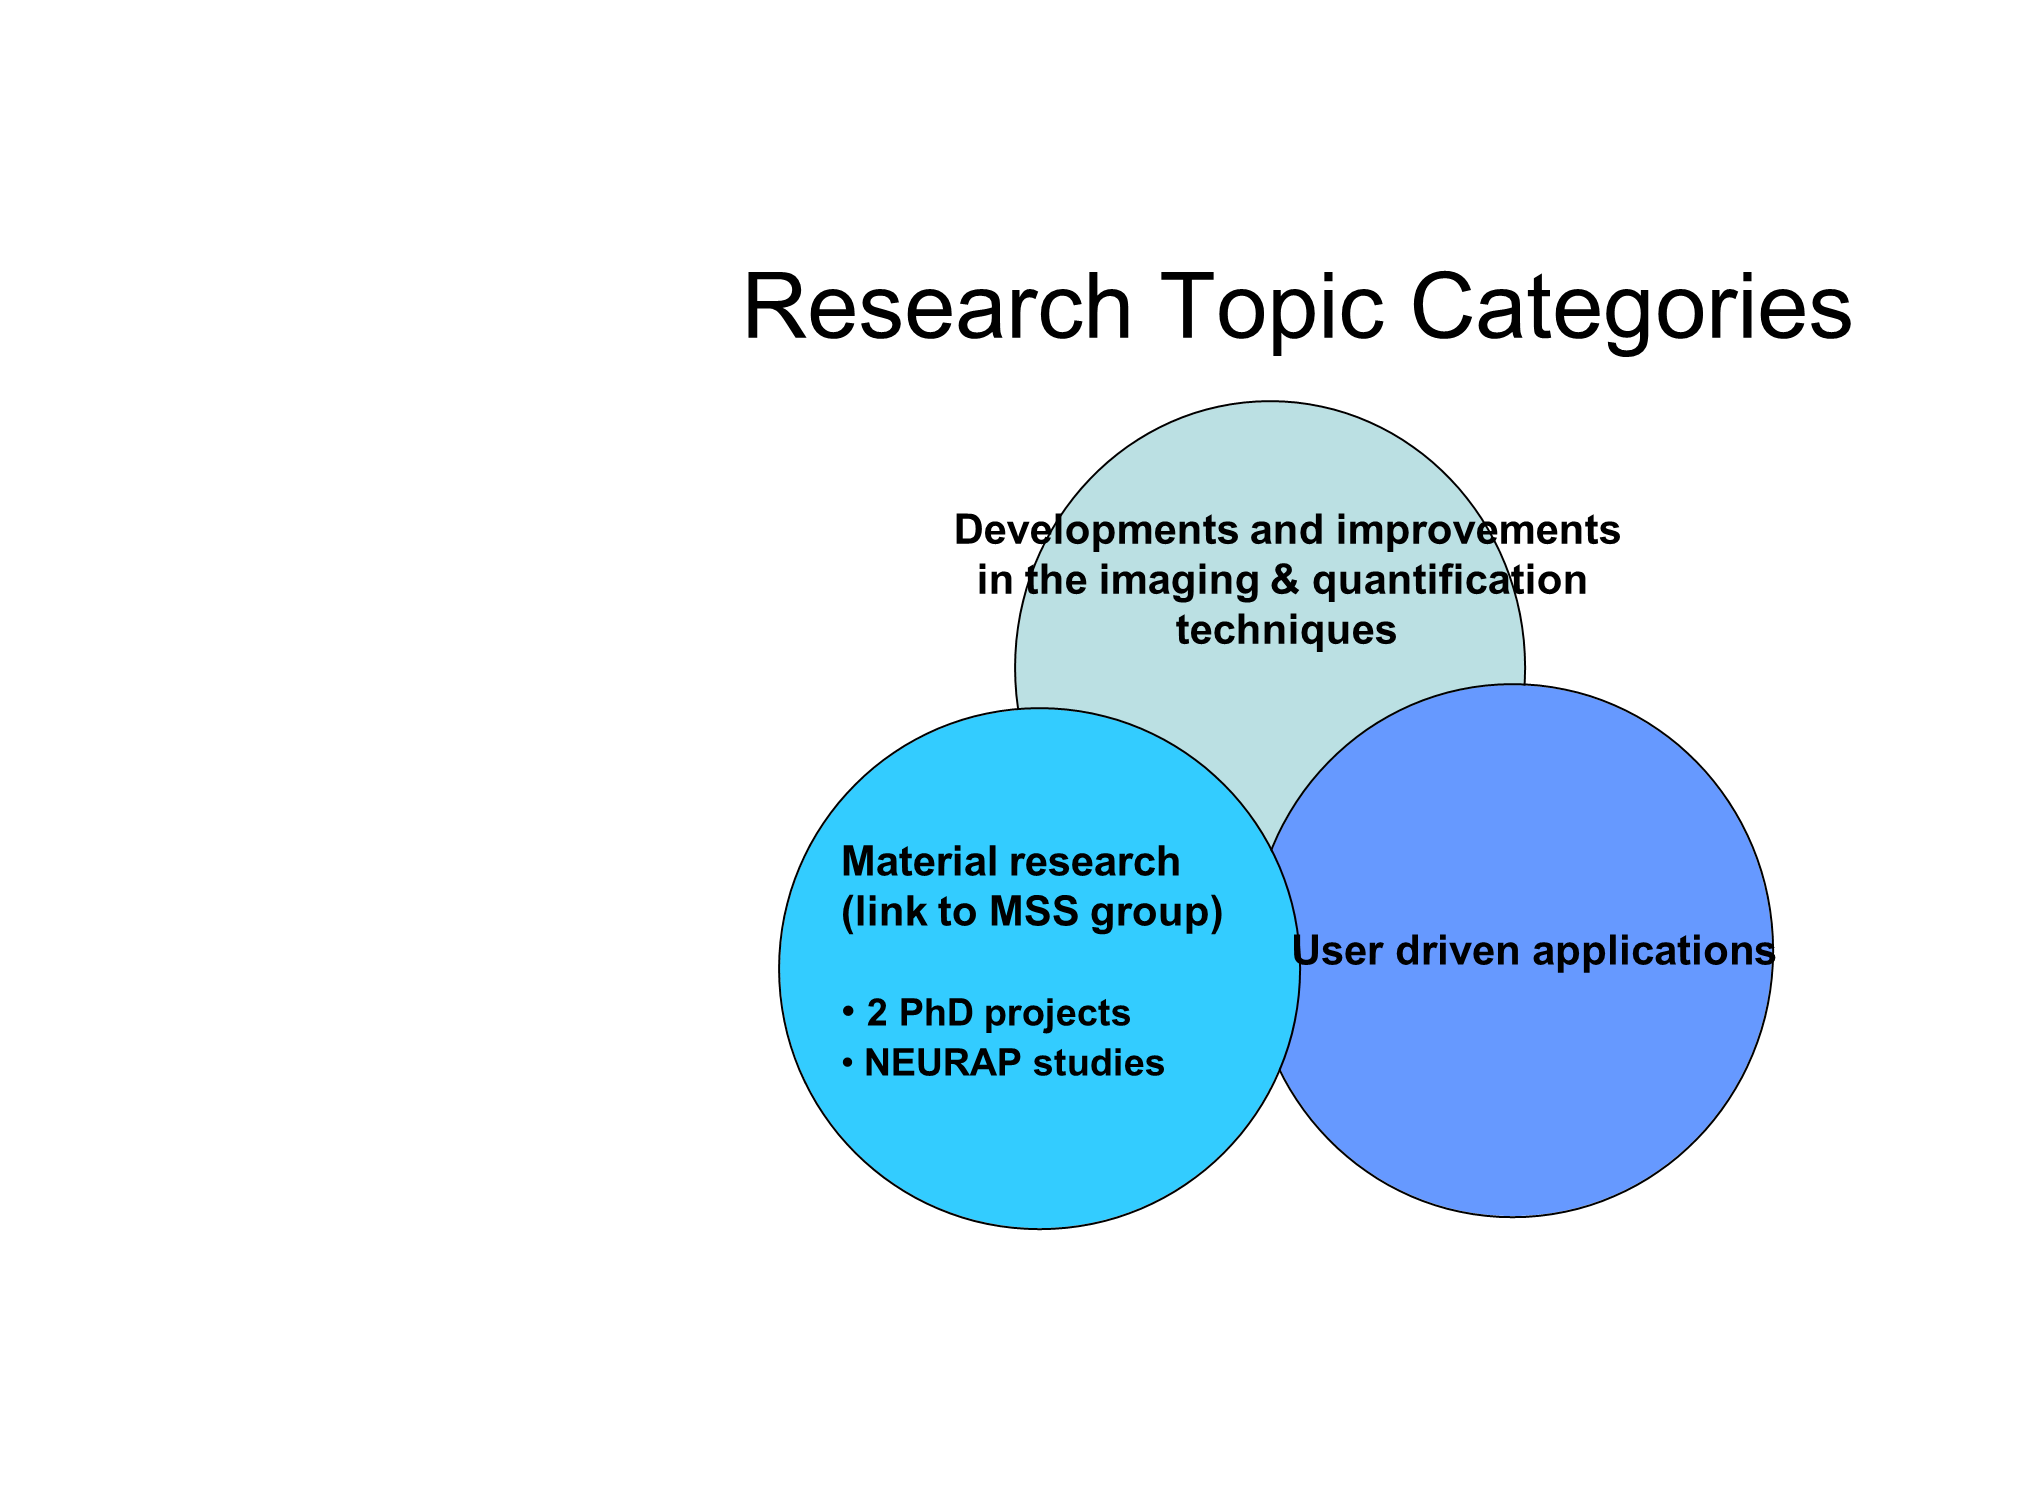 Research Topic Categories
Developments and improvements
in the imaging & quantification
techniques
Material research
(link to MSS group)
• 2 PhD projects
• NEURAP studies
User driven applications